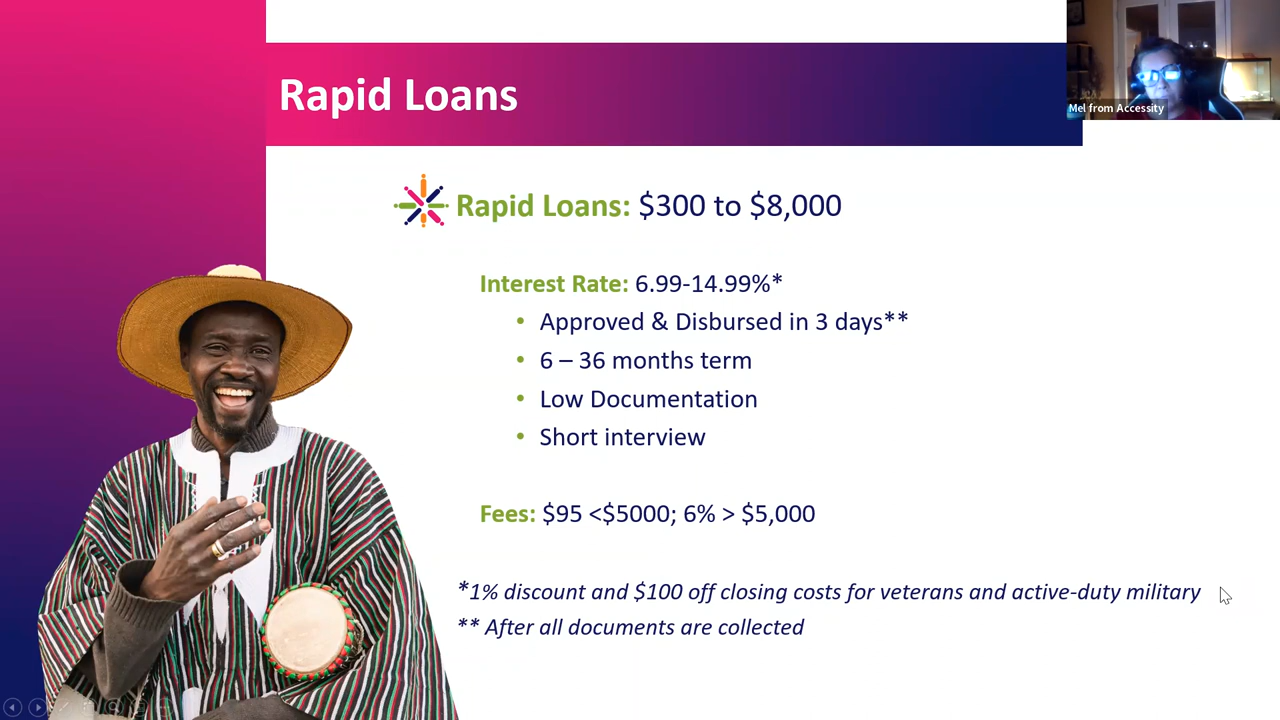 Rapid Loans
Mel from Accessity
Rapid Loans: $300 to $8,000
Interest Rate: 6.99-14.99%*
• Approved & Disbursed in 3 days**
• 6 – 36 months term
• Low Documentation
• Short interview
Fees: $95 <$5000; 6% > $5,000
*1% discount and $100 off closing costs for veterans and active-duty military
** After all documents are collected